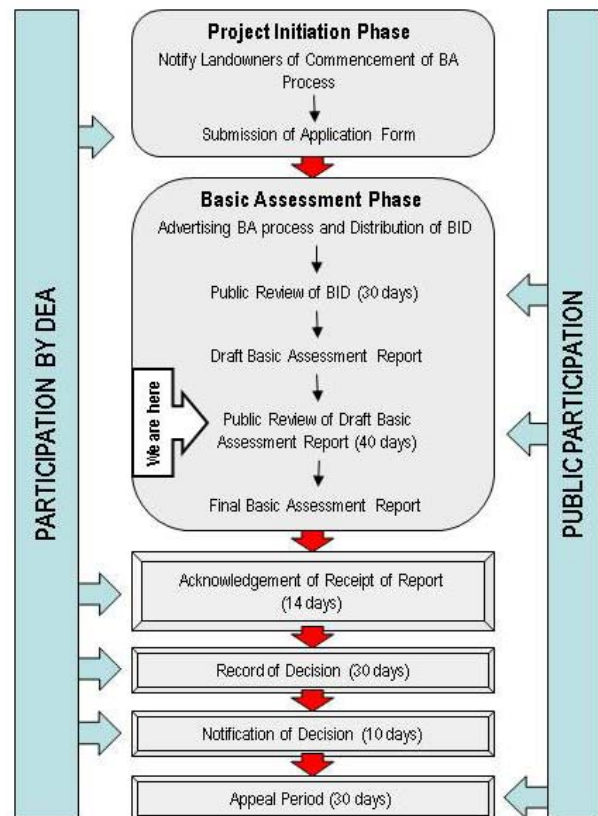 Project Initiation Phase
Notify Landowners of Commencement of BA
Process
Submission of Application Form
Basic Assessment Phase
Advertising BA process and Distribution of BID
Public Review of BID (30 days)
Draft Basic Assessment Report
We are here
Public Review of Draft Basic
Assessment Report (40 days)
Final Basic Assessment Report
Acknowledgement of Receipt of Report
(14 days)
Record of Decision (30 days)
Notification of Decision (10 days)
Appeal Period (30 days)
PARTICIPATION BY DEA
PUBLIC PARTICIPATION